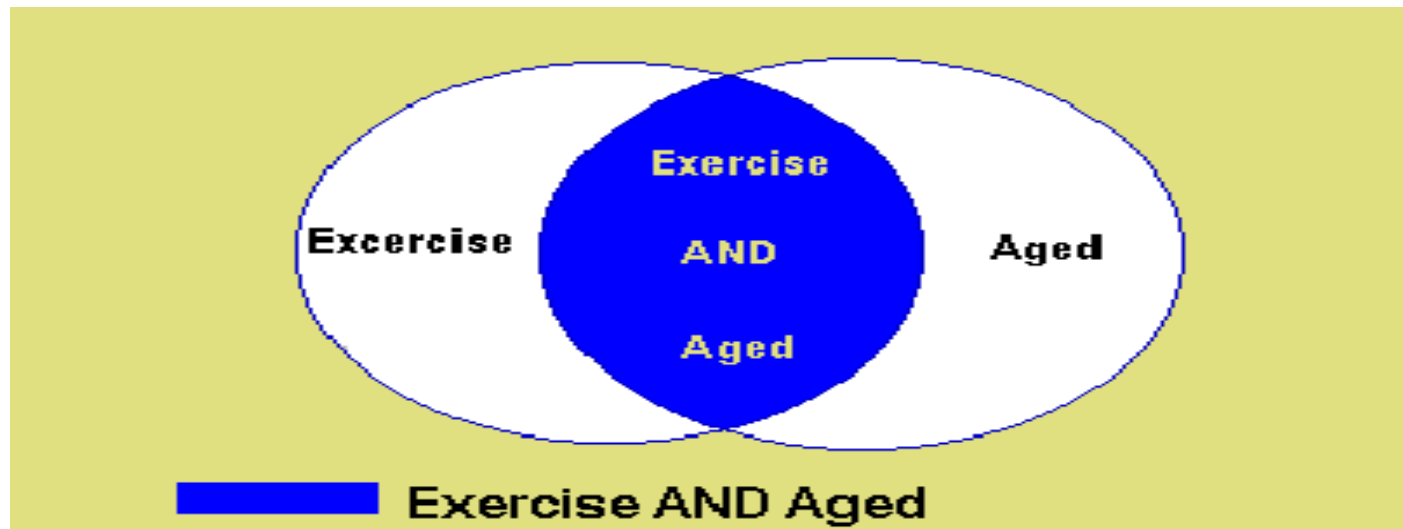 Exercise
Excercise
AND
Aged
Aged
Exercise AND Aged